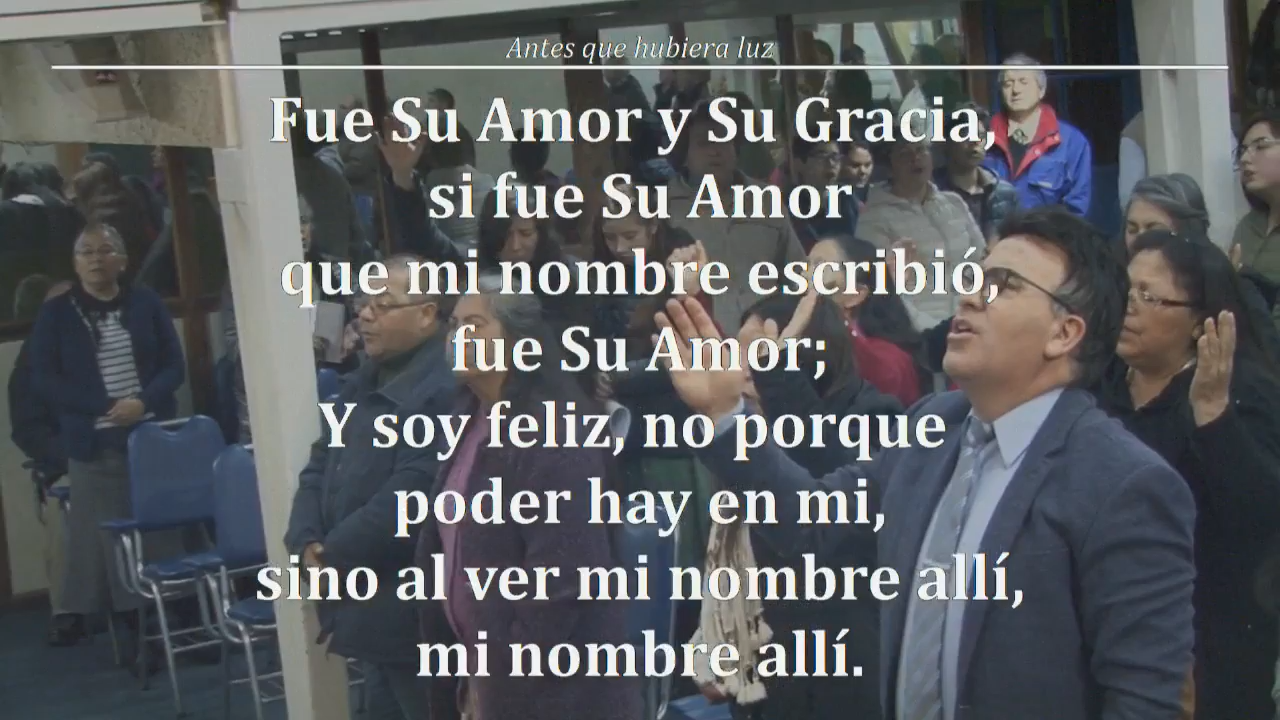 Antes que hubiera luz
Fue Su Amor y Su Gracia,
si fue Su Amor
que mi nombre escribió,
fue Su Amor;
Y soy feliz, no porque
poder hay en mi,
sino al ver mi nombre allí,
mi nombre allí.